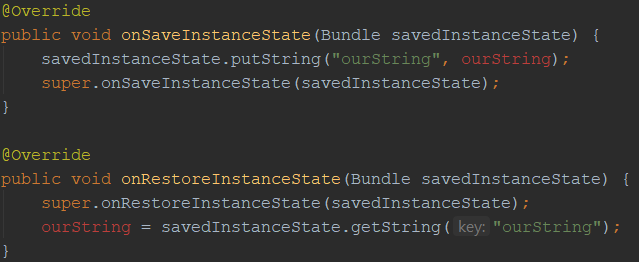 @Override
public void onSaveInstanceState(Bundle savedInstanceState) {
    savedInstanceState.putString("ourString", ourString);
    super.onSaveInstanceState(savedInstanceState);
}

@Override
public void onRestoreInstanceState(Bundle savedInstanceState) {
    super.onRestoreInstanceState(savedInstanceState);
    ourString = savedInstanceState.getString( key: "ourString");
}